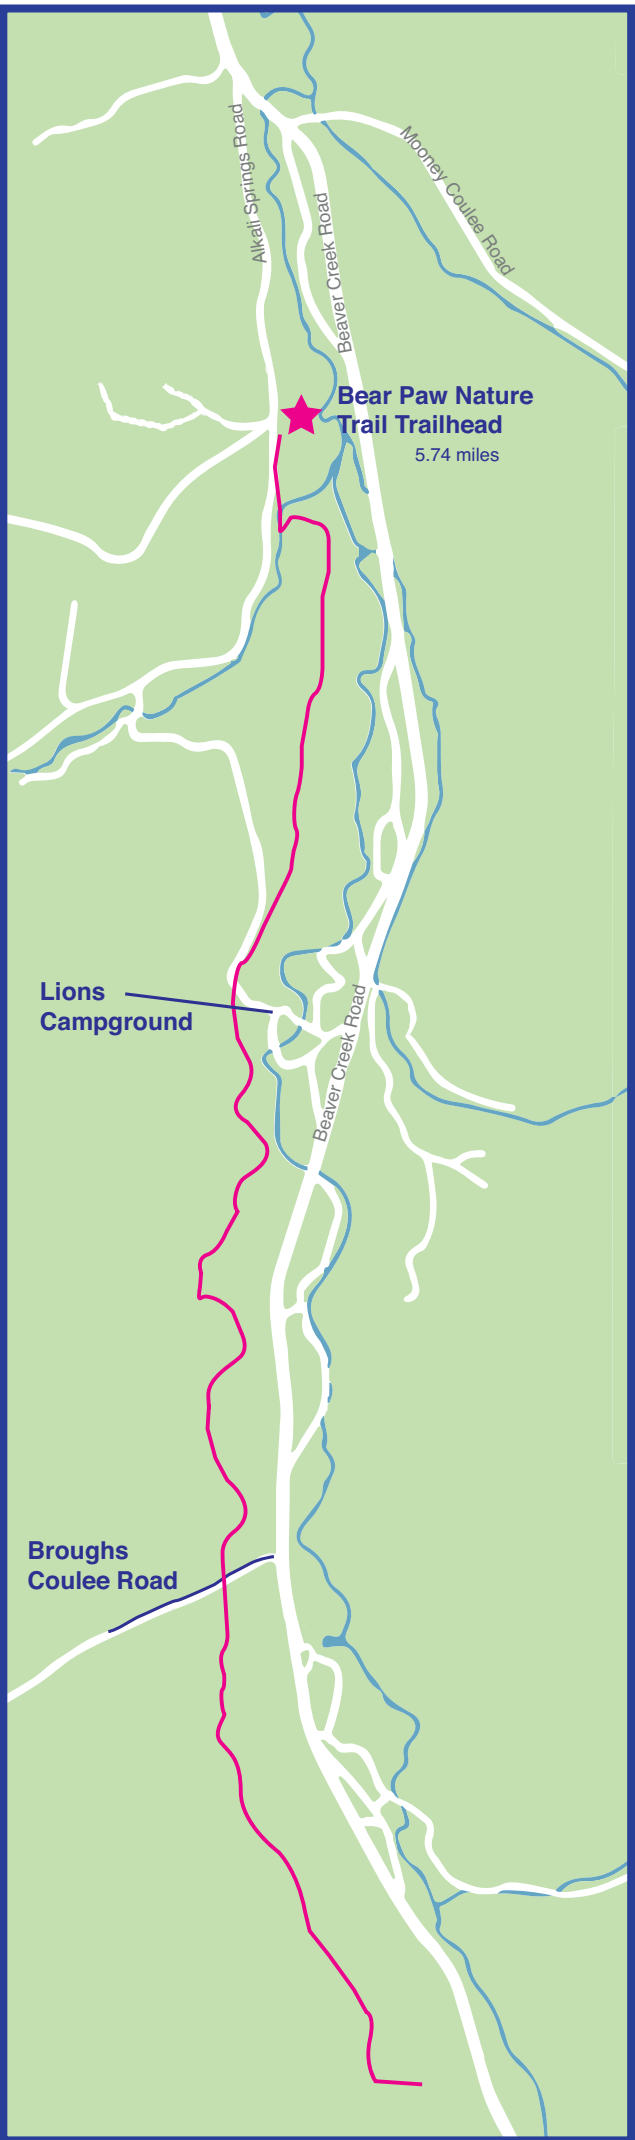 Alkali Springs Road
Mooney Coulee Road
Beaver Creek Road
Bear Paw Nature
Trail Trailhead
5.74 miles
Lions
Campground
Beaver Creek Road
Broughs
Coulee Road